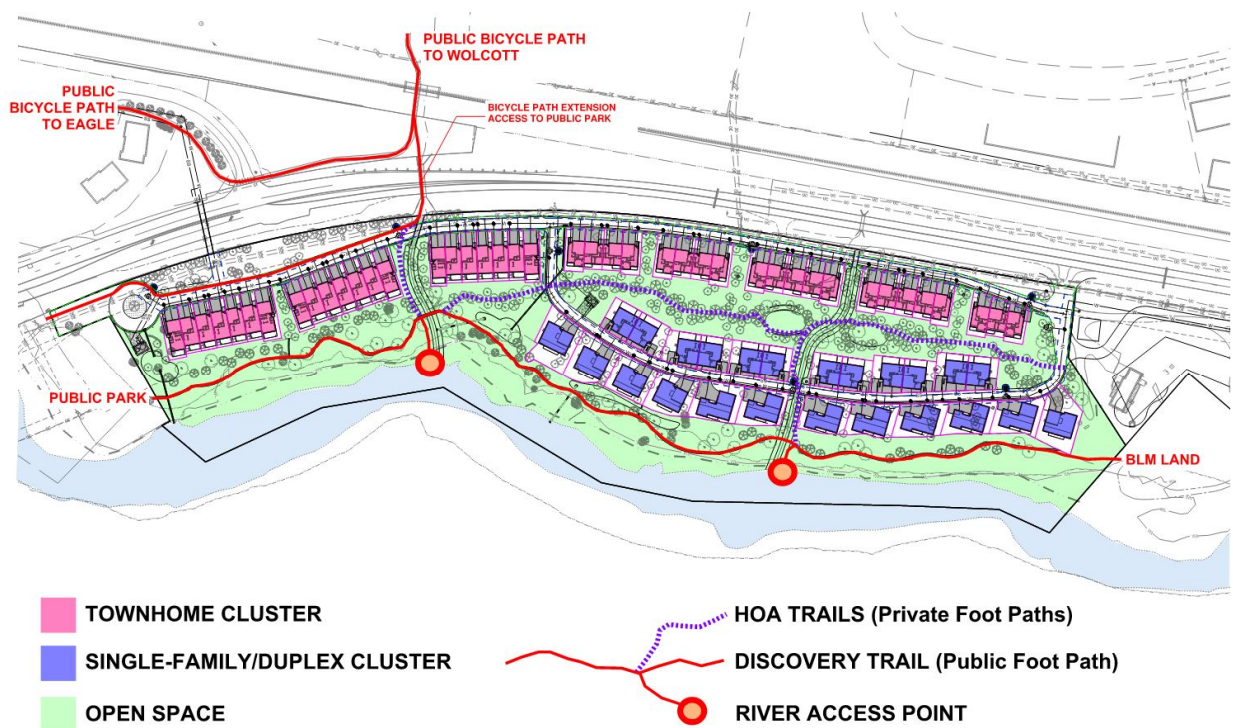 PUBLIC BICYCLE PATH
TO WOLCOTT
PUBLIC
BICYCLE PATH
TO EAGLE
BICYCLE PATH EXTENSION
ACCESS TO PUBLIC PARK
PUBLIC PARK
BLM LAND
TOWNHOME CLUSTER
SINGLE-FAMILY/DUPLEX CLUSTER
OPEN SPACE
HOA TRAILS (Private Foot Paths)
DISCOVERY TRAIL (Public Foot Path)
RIVER ACCESS POINT